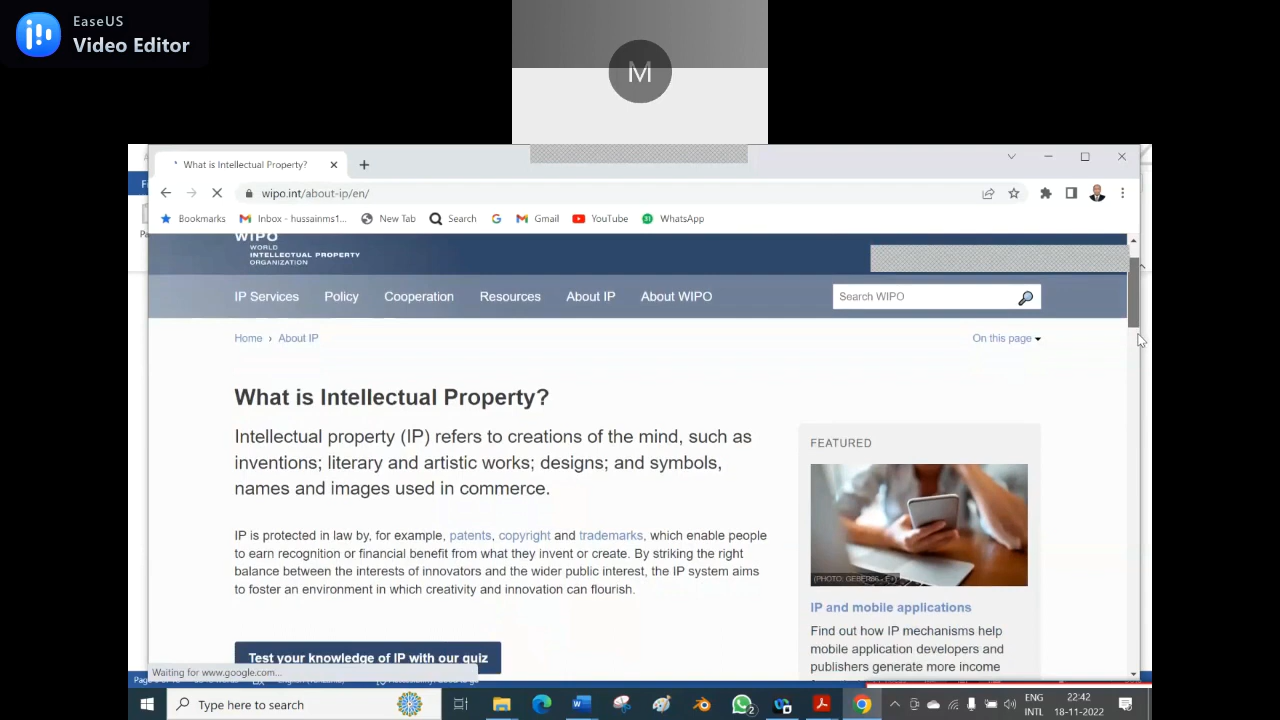 EaseUS
Video Editor
M
What is Intellectual Property?
wipo.int/about-ip/en/
Bookmarks
Inbox - hussainms1...
New Tab
Search
Gmail
YouTube
WhatsApp
WIPO
WORLD
INTELLECTUAL PROPERTY
ORGANIZATION
IP Services
Policy
Cooperation
Resources
About IP
About WIPO
Search WIPO
Home › About IP
On this page
What is Intellectual Property?
Intellectual property (IP) refers to creations of the mind, such as
inventions; literary and artistic works; designs; and symbols,
names and images used in commerce.
IP is protected in law by, for example, patents, copyright and trademarks, which enable people
to earn recognition or financial benefit from what they invent or create. By striking the right
balance between the interests of innovators and the wider public interest, the IP system aims
to foster an environment in which creativity and innovation can flourish.
Test your knowledge of IP with our quiz
FEATURED
IP and mobile applications
Find out how IP mechanisms help
mobile application developers and
publishers generate more income
Waiting for www.google.com...
Type here to search
2
ENG
INTL
22:42
18-11-2022